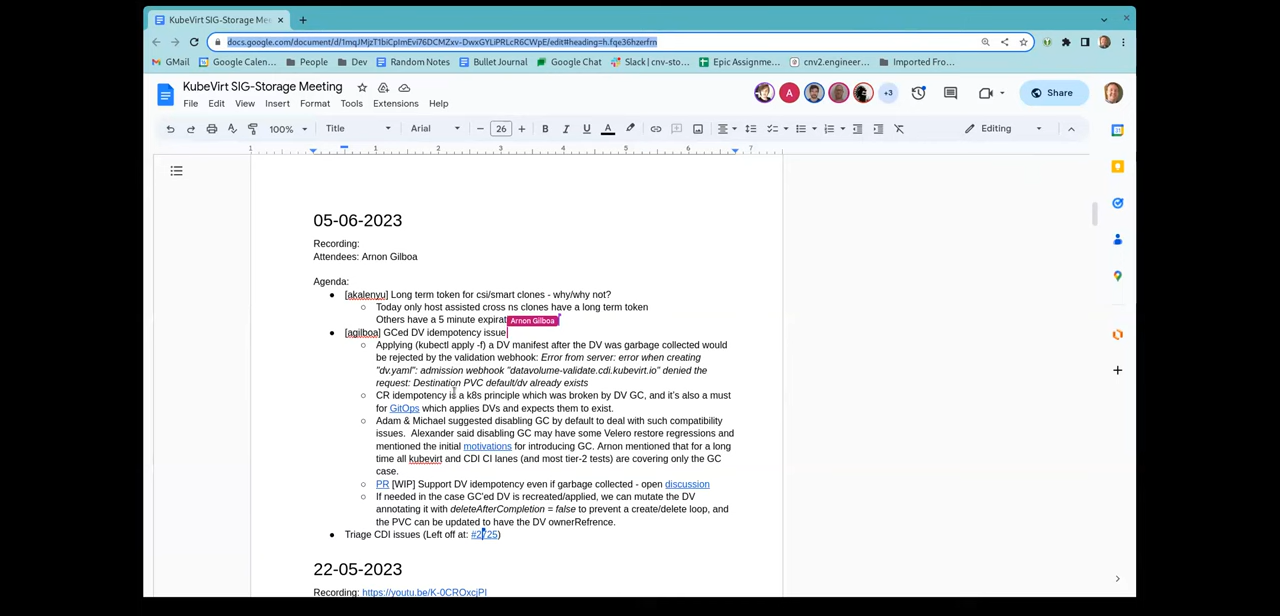 KubeVirt SIG-Storage Mee
docs.google.com/document/d/1mqJMjzT1biCpImEvi76DCMZxv-DwxGYLiPRLcR6CWpE/edit#heading=h.fqe36hzerfrn
GMail
Google Calen...
People
Dev
Random Notes
Bullet Journal
Google Chat
Slack | cnv-sto...
Epic Assignme...
cnv2.engineer...
Imported Fro...
KubeVirt SIG-Storage Meeting
File Edit View Insert Format Tools Extensions Help
A
+3
Share
100%
Title
Arial
26
Editing
1 1 2 3 4 5 6 7
05-06-2023
Recording:
Attendees: Arnon Gilboa
Agenda:
[akalenyu] Long term token for csi/smart clones - why/why not?
Today only host assisted cross ns clones have a long term token
Others have a 5 minute expirat
Arnon Gilboa
[agilboa] GCed DV idempotency issue
Applying (kubectl apply -f) a DV manifest after the DV was garbage collected would
be rejected by the validation webhook: Error from server: error when creating
"dv.yaml": admission webhook "datavolume-validate.cdi.kubevirt.io" denied the
request: Destination PVC default/dv already exists
CR idempotency is a k8s principle which was broken by DV GC, and it's also a must
for GitOps which applies DVs and expects them to exist.
Adam & Michael suggested disabling GC by default to deal with such compatibility
issues. Alexander said disabling GC may have some Velero restore regressions and
mentioned the initial motivations for introducing GC. Arnon mentioned that for a long
time all kubevirt and CDI CI lanes (and most tier-2 tests) are covering only the GC
case.
PR [WIP] Support DV idempotency even if garbage collected - open discussion
If needed in the case GC'ed DV is recreated/applied, we can mutate the DV
annotating it with deleteAfterCompletion = false to prevent a create/delete loop, and
the PVC can be updated to have the DV ownerRefrence.
Triage CDI issues (Left off at: #2725)
22-05-2023
Recording: https://youtu.be/K-0CROxcjPI